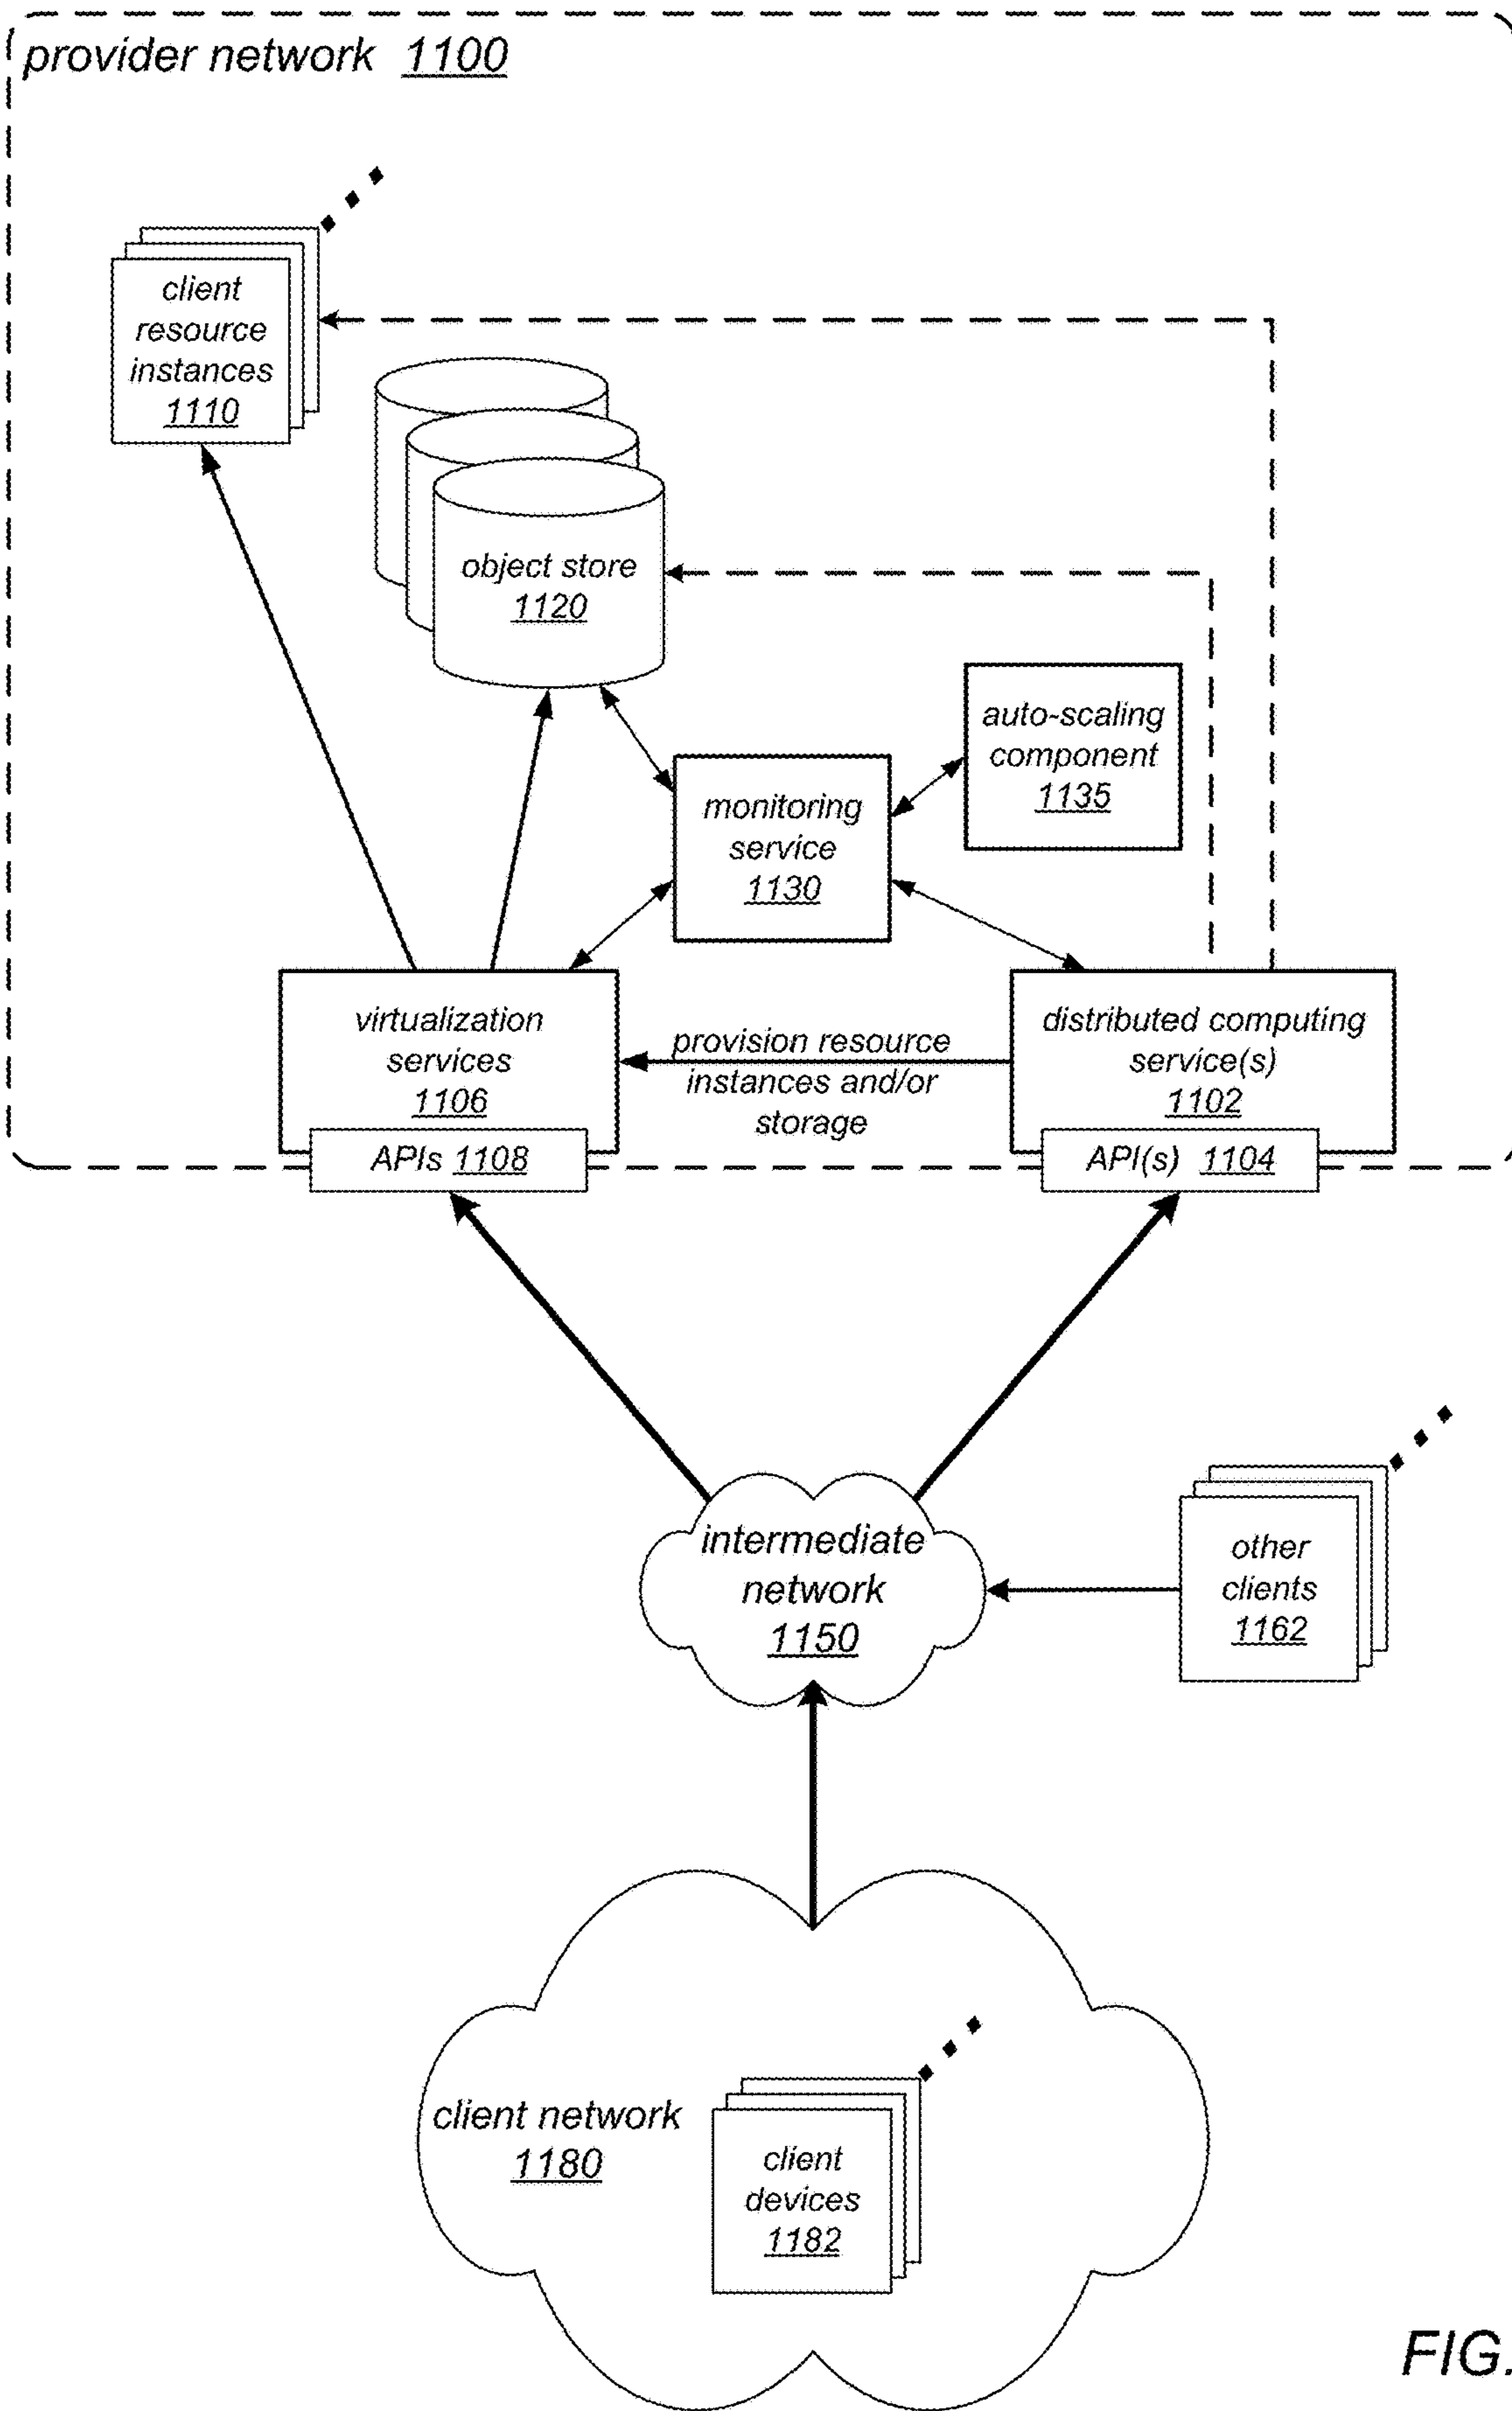 provider network 1100
client
resource
instances
1110
object store
1120
auto-scaling
component
1135
monitoring
service
1130
virtualization
services
1106
APIs 1108
provision resource
instances and/or
storage
distributed computing
service(s)
1102
API(s) 1104
intermediate
network
1150
other
clients
1162
client network
1180
client
devices
1182
FIG.